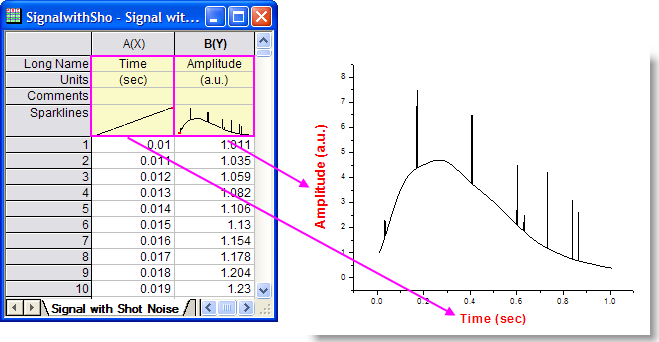 SignalwithSho - Signal wit...
A(X) B(Y)
Long Name Time Amplitude
Units (sec) (a.u.)
Comments
Sparklines
1 0.01 1.011
2 0.011 1.035
3 0.012 1.059
4 0.013 1.082
5 0.014 1.106
6 0.015 1.13
7 0.016 1.154
8 0.017 1.178
9 0.018 1.204
10 0.019 1.23
Signal with Shot Noise
8
7
6
5
4
3
2
1
0
Amplitude (a.u.)
0.0 0.2 0.4 0.6 0.8 1.0
Time (sec)